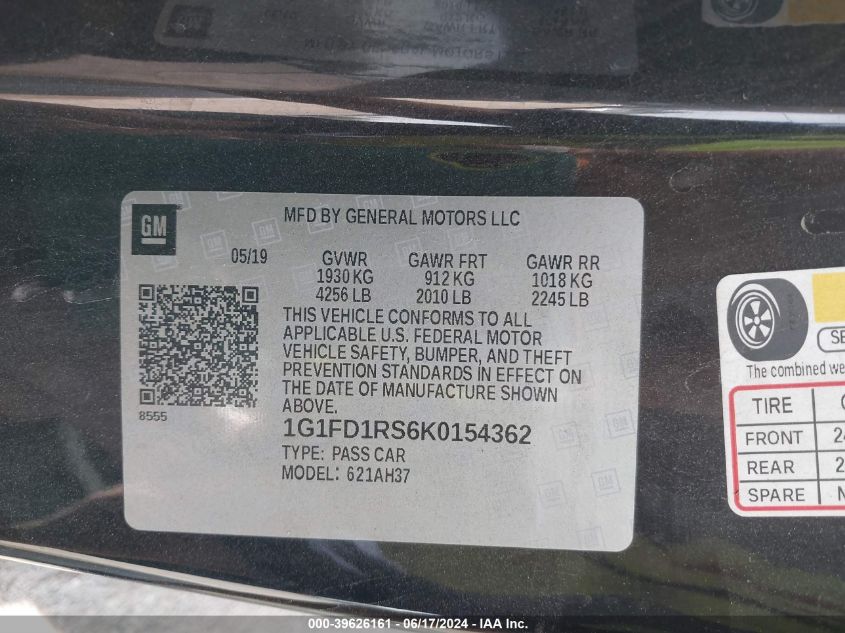 GM
MFD BY GENERAL MOTORS LLC
05/19
GVWR GAWR FRT GAWR RR
1930 KG 912 KG 1018 KG
4256 LB 2010 LB 2245 LB
THIS VEHICLE CONFORMS TO ALL
APPLICABLE U.S. FEDERAL MOTOR
VEHICLE SAFETY, BUMPER, AND THEFT
PREVENTION STANDARDS IN EFFECT ON
THE DATE OF MANUFACTURE SHOWN
ABOVE.
8555
1G1FD1RS6K0154362
TYPE: PASS CAR
MODEL: 621AH37
The combined
TIRE
FRONT
REAR
SPARE
000-39626161 - 06/17/2024 - IAA Inc.